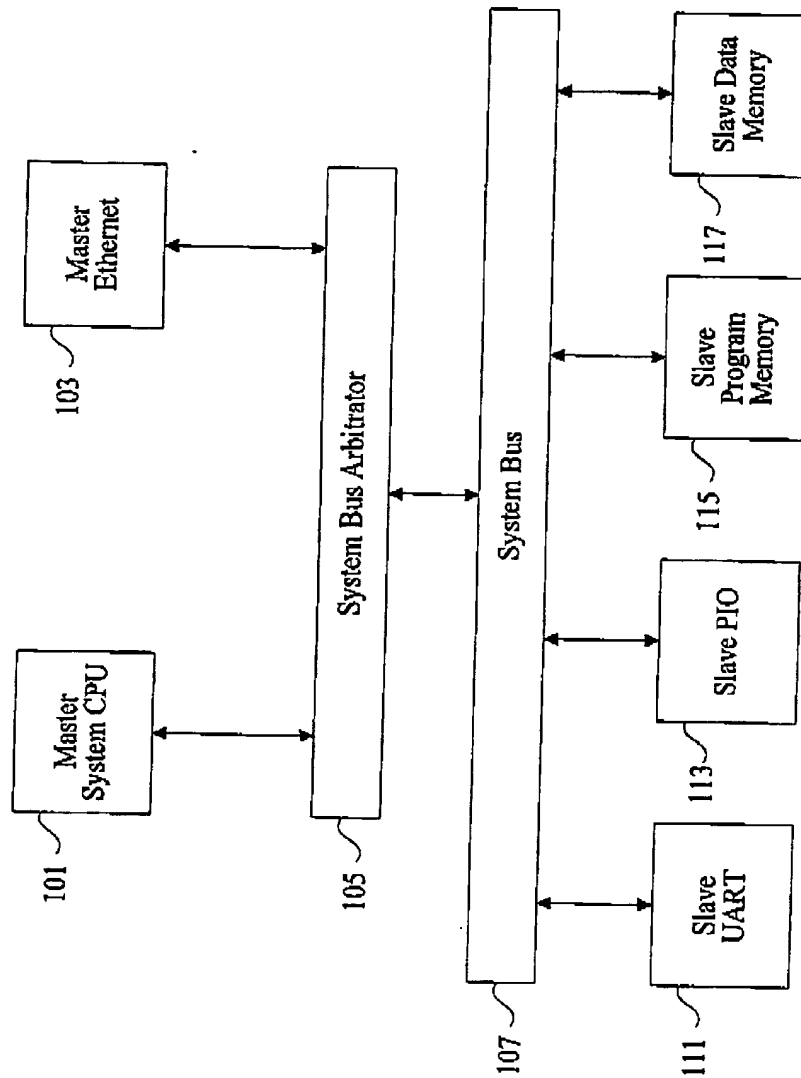 Master
System CPU
101
Master
Ethernet
103
System Bus Arbitrator
105
System Bus
107
Slave
UART
111
Slave PIO
113
Slave
Program
Memory
115
Slave Data
Memory
117